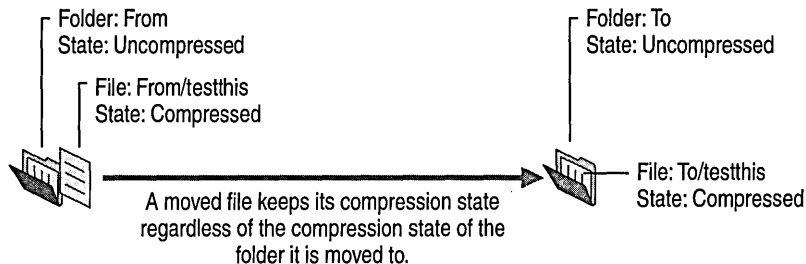 Folder: From
State: Uncompressed
File: From/testthis
State: Compressed
Folder: To
State: Uncompressed
File: To/testthis
State: Compressed
A moved file keeps its compression state
regardless of the compression state of the
folder it is moved to.